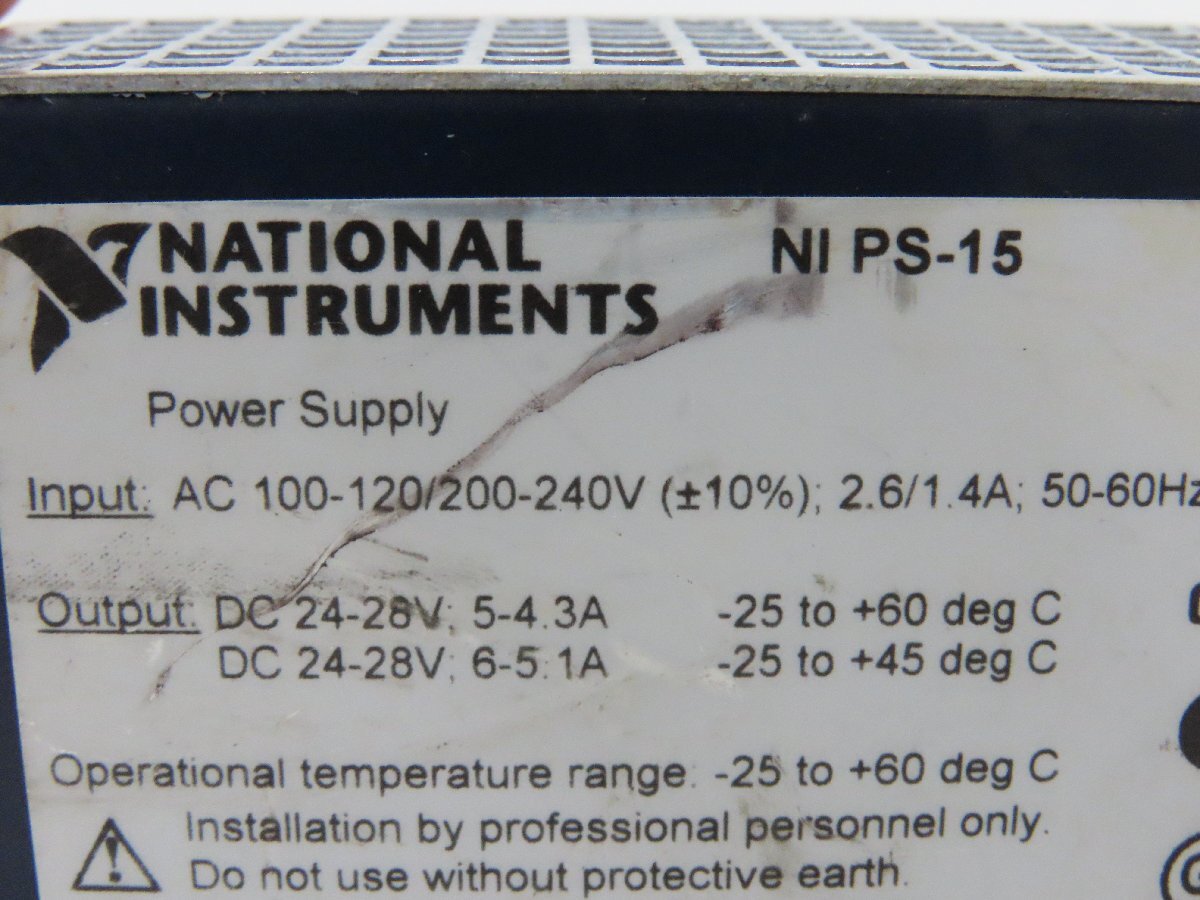 NATIONAL INSTRUMENTS
NI PS-15
Power Supply
Input: AC 100-120/200-240V (±10%); 2.6/1.4A; 50-60Hz
Output: DC 24-28V; 5-4.3A -25 to +60 deg C
DC 24-28V; 6-5.1A -25 to +45 deg C
Operational temperature range: -25 to +60 deg C
Installation by professional personnel only.
Do not use without protective earth.